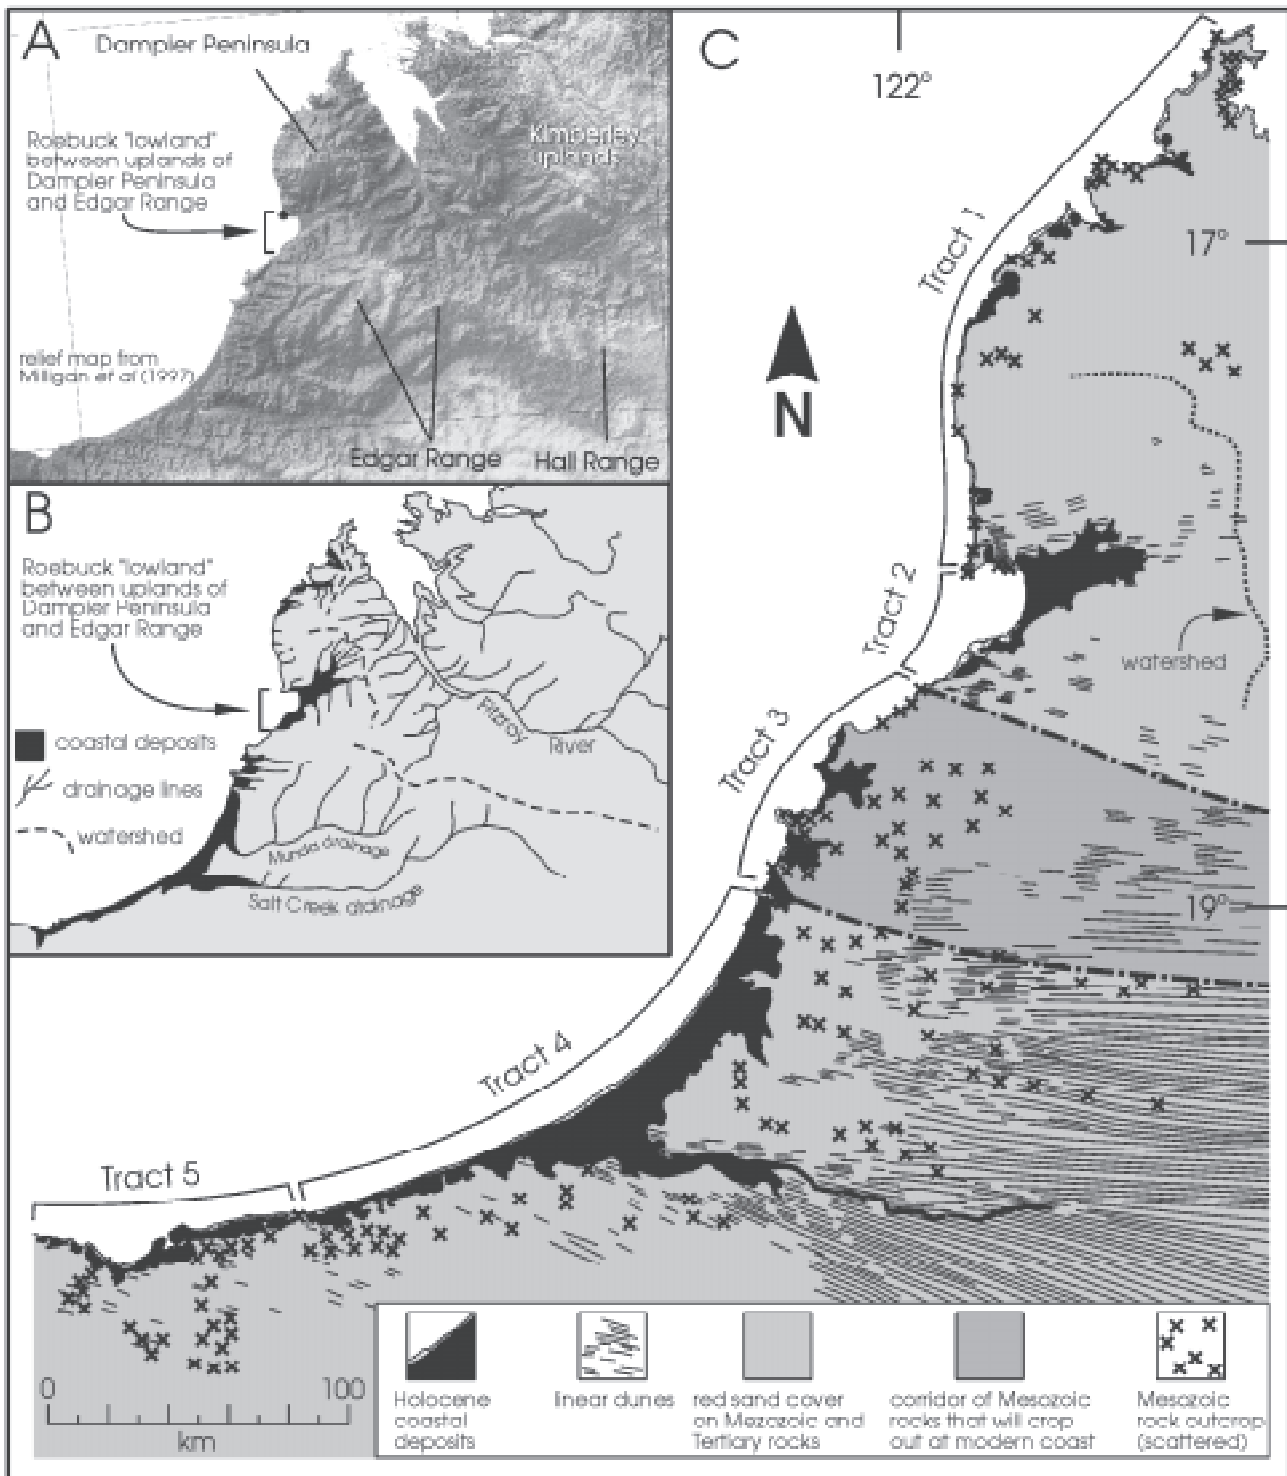 A
Dampier Peninsula
Roebuck "lowland"
between uplands of
Dampier Peninsula
and Edgar Range
Kimberley
uplands
relief map from
Milligan et al (1997)
Edgar Range
Hall Range
B
Roebuck "lowland"
between uplands of
Dampier Peninsula
and Edgar Range
coastal deposits
drainage lines
watershed
Fitzroy
River
drainage
Salt Creek drainage
C
122°
17°
19°
N
Tract 1
Tract 2
Tract 3
Tract 4
Tract 5
watershed
0
100
km
Holocene
coastal
deposits
linear dunes
red sand cover
on Mezozoic and
Tertiary rocks
corridor of Mesozoic
rocks that will crop
out at modern coast
Mesozoic
rock outcrop
(scattered)